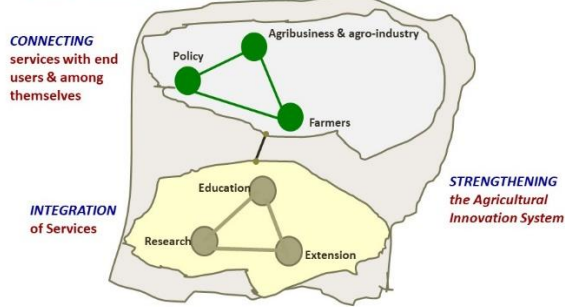 CONNECTING
services with end
users & among
themselves
Agribusiness & agro-industry
Policy
Farmers
Education
Research
Extension
INTEGRATION
of Services
STRENGTHENING
the Agricultural
Innovation System